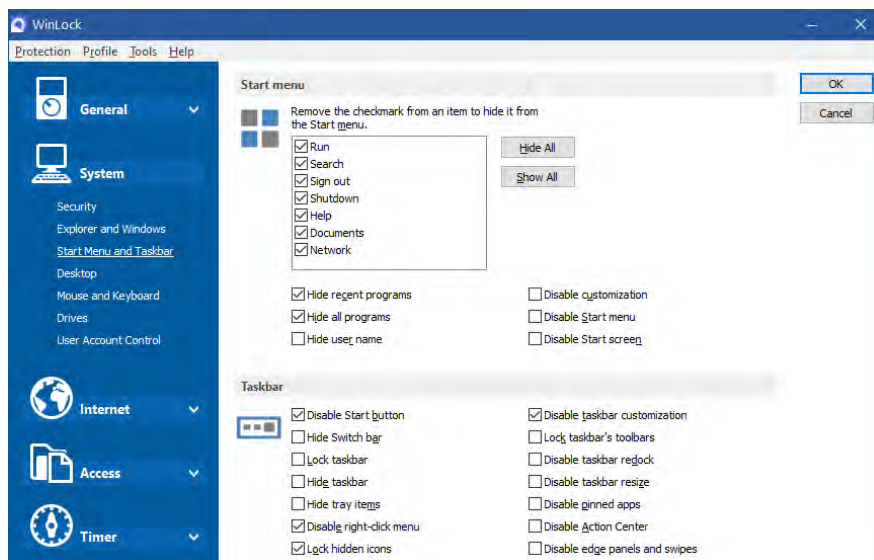 WinLock
Protection Profile Tools Help
General
System
Security
Explorer and Windows
Start Menu and Taskbar
Desktop
Mouse and Keyboard
Drives
User Account Control
Internet
Access
Timer
Start menu
Remove the checkmark from an item to hide it from
the Start menu.
Run
Search
Sign out
Shutdown
Help
Documents
Network
Hide All
Show All
Hide recent programs
Hide all programs
Hide user name
Disable customization
Disable Start menu
Disable Start screen
Taskbar
Disable Start button
Hide Switch bar
Lock taskbar
Hide taskbar
Hide tray items
Disable right-click menu
Lock hidden icons
Disable taskbar customization
Lock taskbar's toolbars
Disable taskbar redock
Disable taskbar resize
Disable pinned apps
Disable Action Center
Disable edge panels and swipes
OK
Cancel